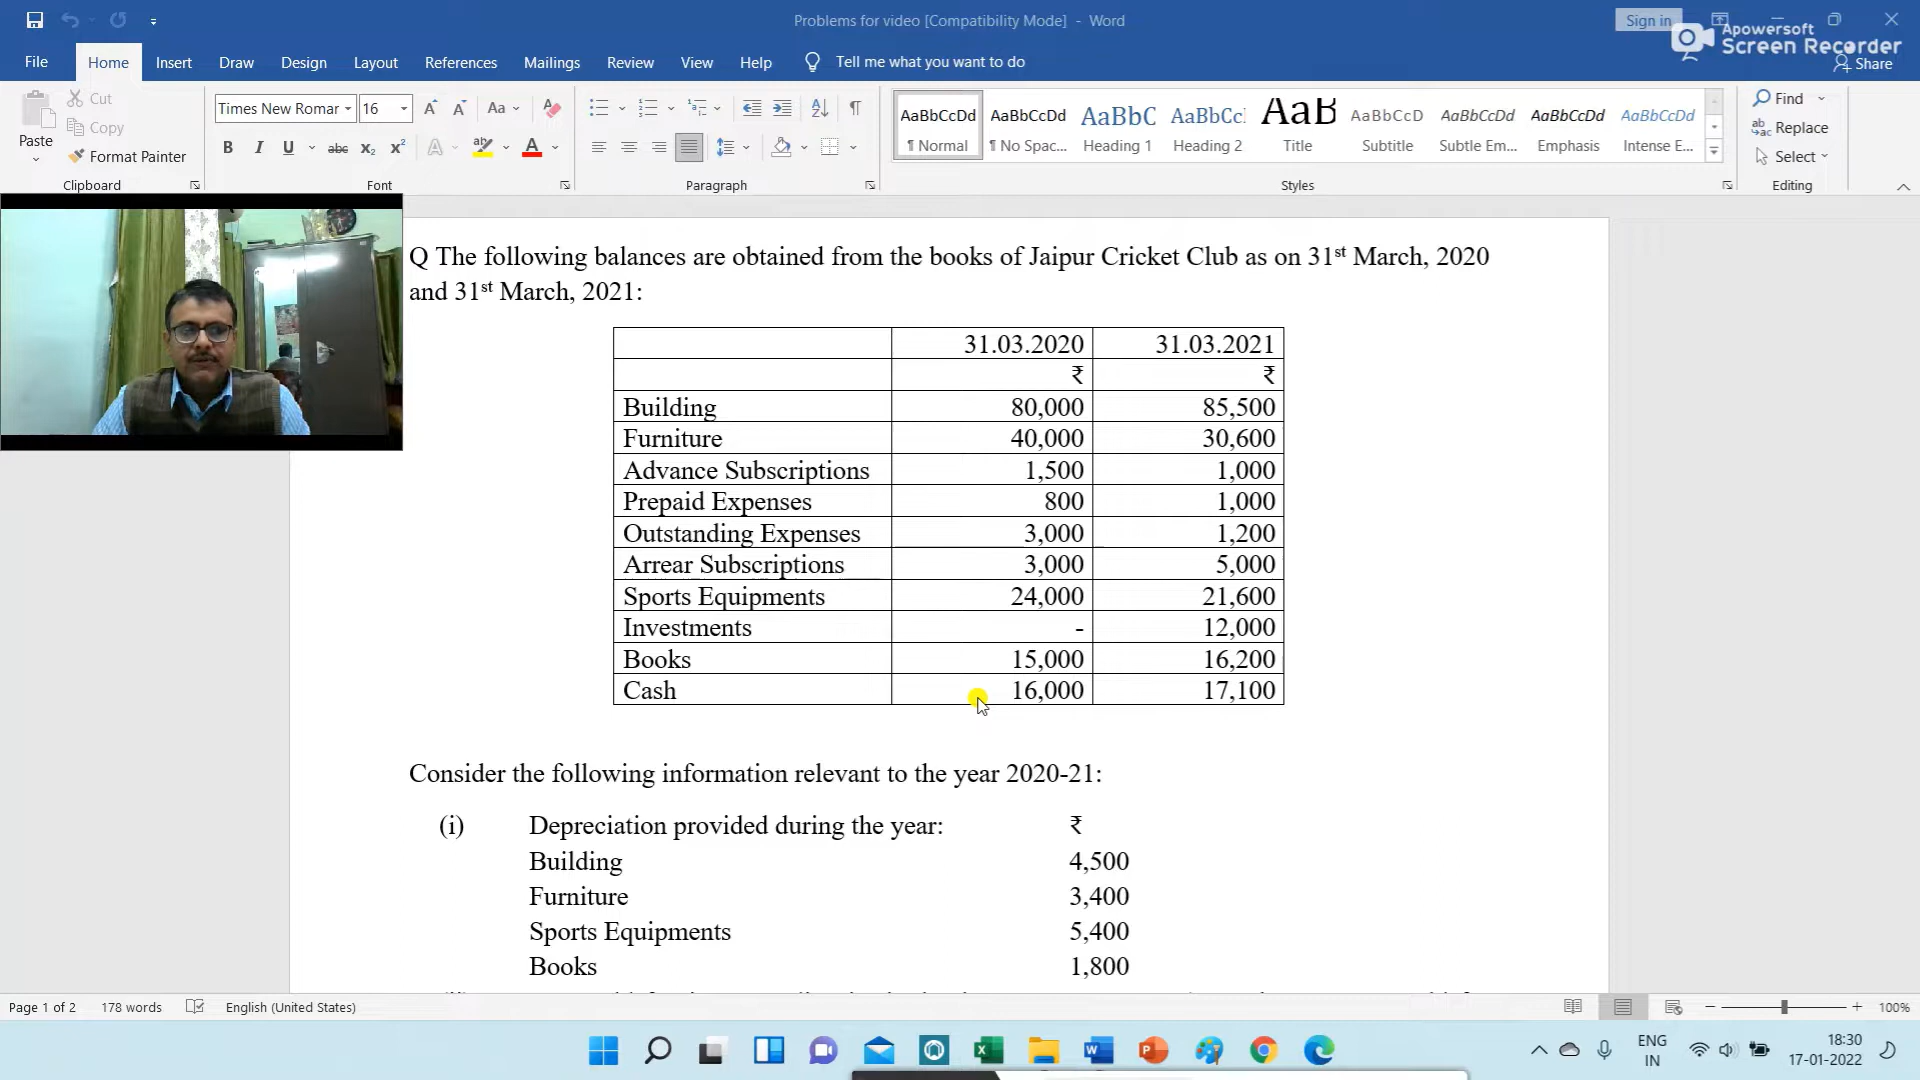 Problems for video [Compatibility Mode] - Word
Sign in
Apowersoft
Screen Recorder
File Home Insert Draw Design Layout References Mailings Review View Help Tell me what you want to do Share
Paste
Cut
Copy
Format Painter
Clipboard
Times New Romar 16
Font
Paragraph
AaBbCcDd AaBbCcDd AaBbC AaBbCc AaB AaBbCcD AaBbCcDd AaBbCcDd AaBbCcDd
¶ Normal ¶ No Spac... Heading 1 Heading 2 Title Subtitle Subtle Em... Emphasis Intense E...
Styles
Find
Replace
Select
Editing
Q The following balances are obtained from the books of Jaipur Cricket Club as on 31st March, 2020
and 31st March, 2021:
31.03.2020 31.03.2021
₹ ₹
Building 80,000 85,500
Furniture 40,000 30,600
Advance Subscriptions 1,500 1,000
Prepaid Expenses 800 1,000
Outstanding Expenses 3,000 1,200
Arrear Subscriptions 3,000 5,000
Sports Equipments 24,000 21,600
Investments - 12,000
Books 15,000 16,200
Cash 16,000 17,100
Consider the following information relevant to the year 2020-21:
(i) Depreciation provided during the year: ₹
Building 4,500
Furniture 3,400
Sports Equipments 5,400
Books 1,800
Page 1 of 2 178 words English (United States) 100%
ENG
IN
18:30
17-01-2022